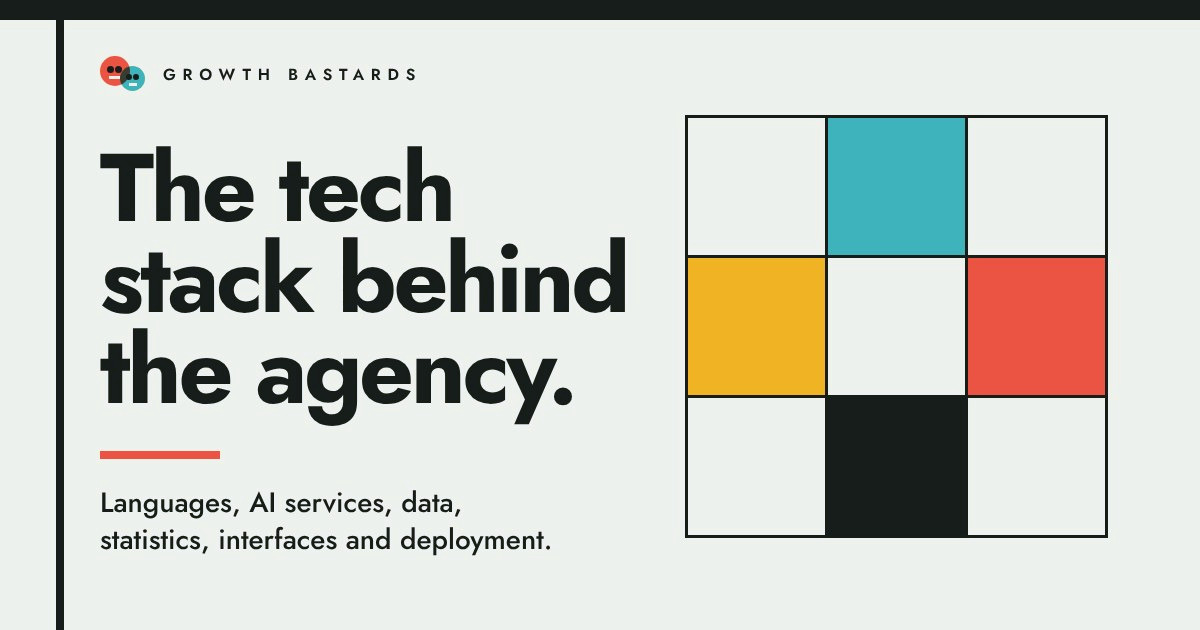 GROWTH BASTARDS
The tech
stack behind
the agency.
Languages, AI services, data,
statistics, interfaces and deployment.